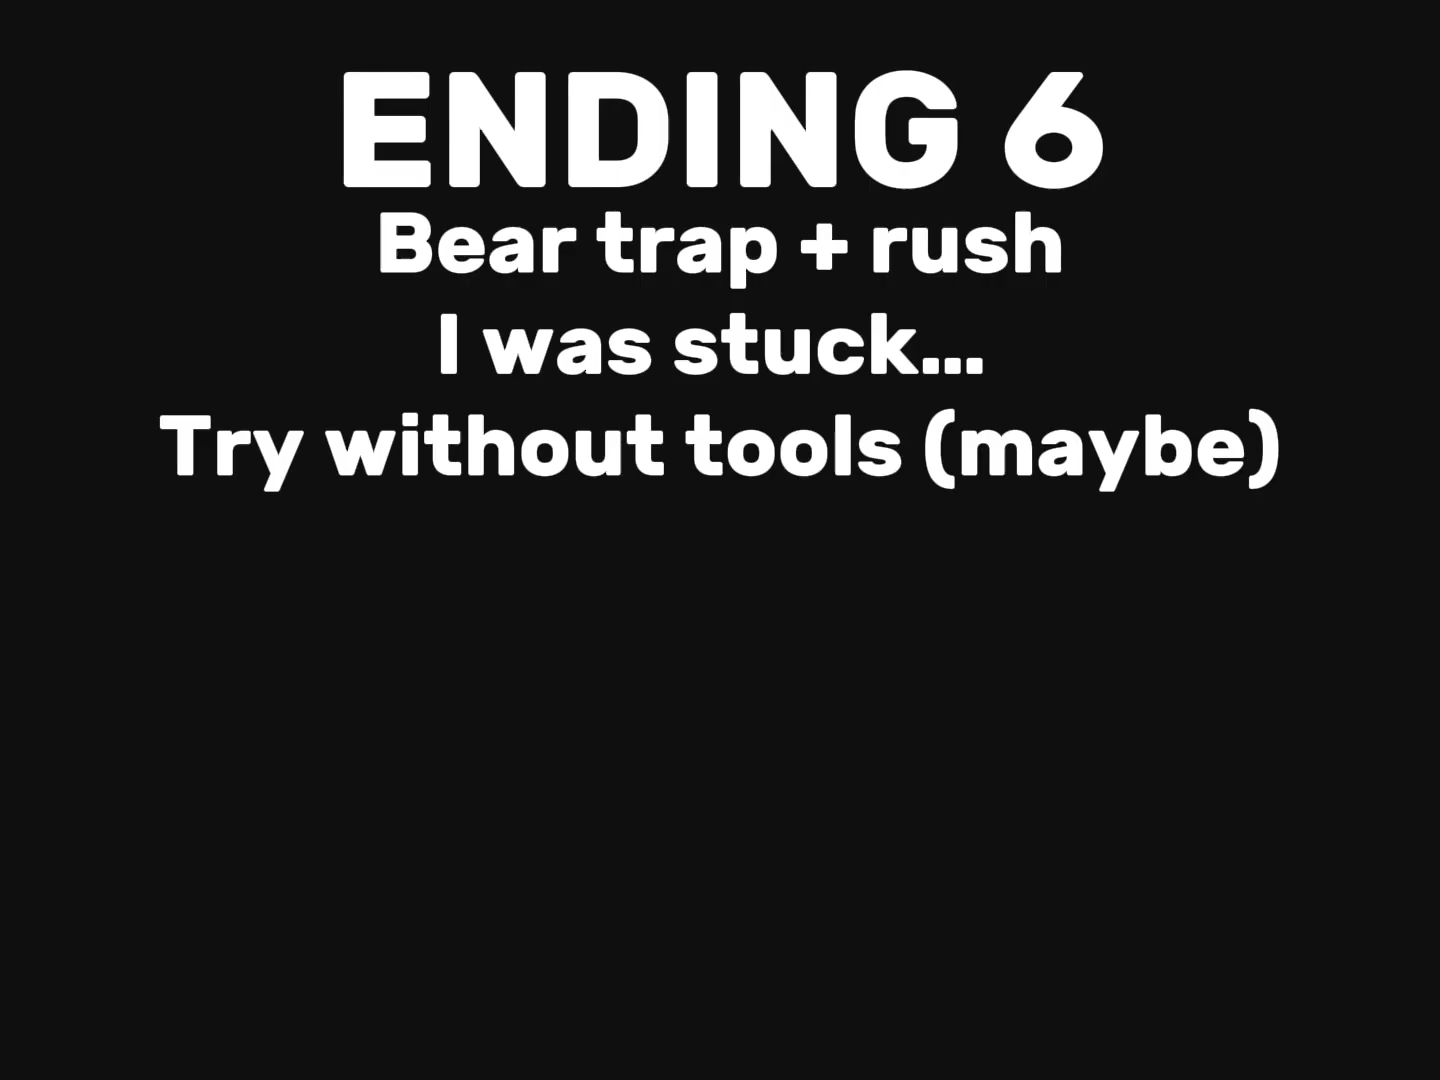 ENDING 6
Bear trap + rush
I was stuck...
Try without tools (maybe)